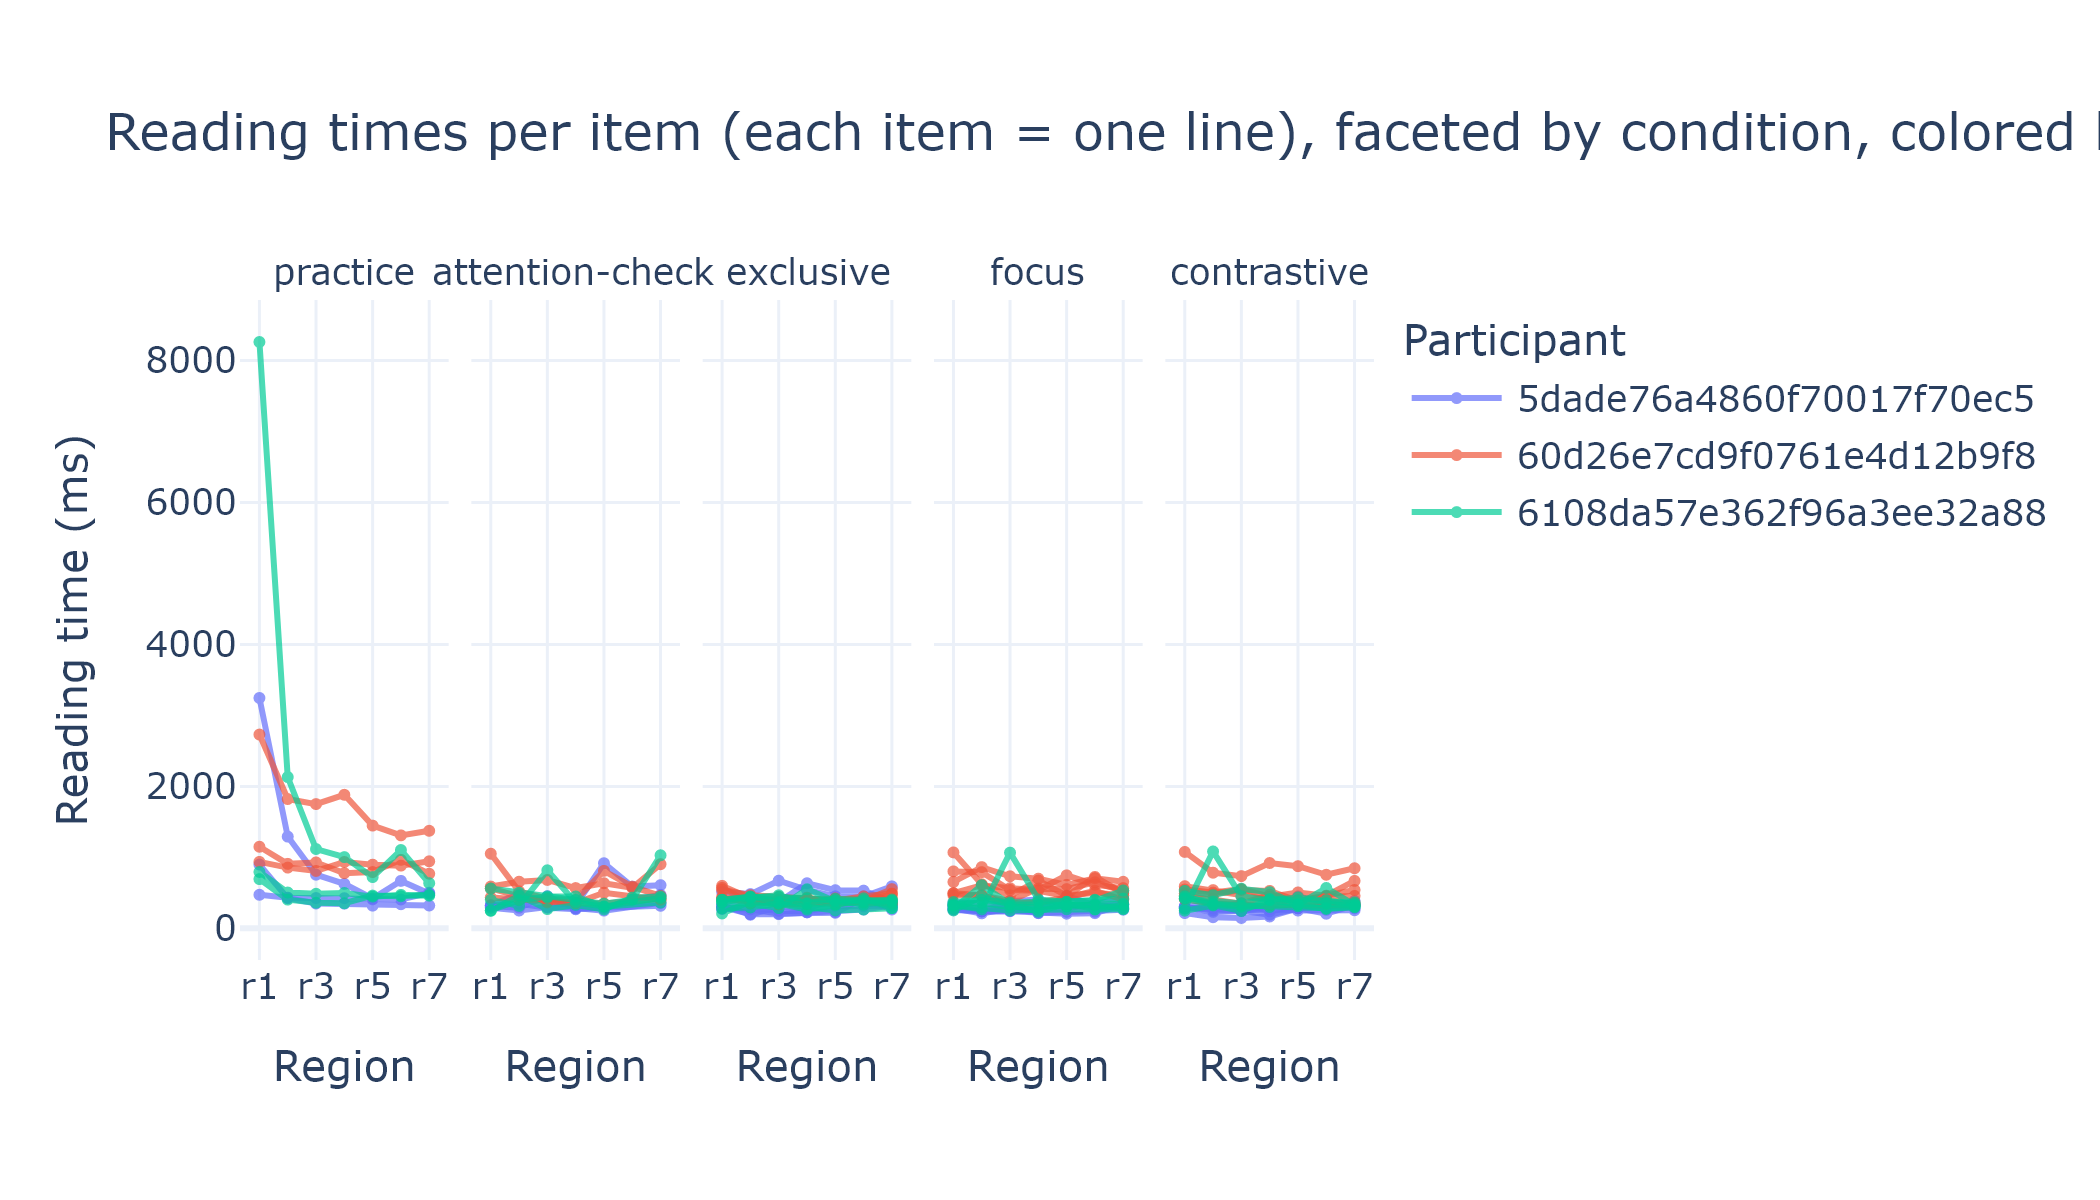 Reading times per item (each item = one line), faceted by condition, colored
practice attention-check exclusive focus contrastive
Reading time (ms)
8000
6000
4000
2000
0
r1 r3 r5 r7 r1 r3 r5 r7 r1 r3 r5 r7 r1 r3 r5 r7 r1 r3 r5 r7
Region Region Region Region Region
Participant
5dade76a4860f70017f70ec5
60d26e7cd9f0761e4d12b9f8
6108da57e362f96a3ee32a88